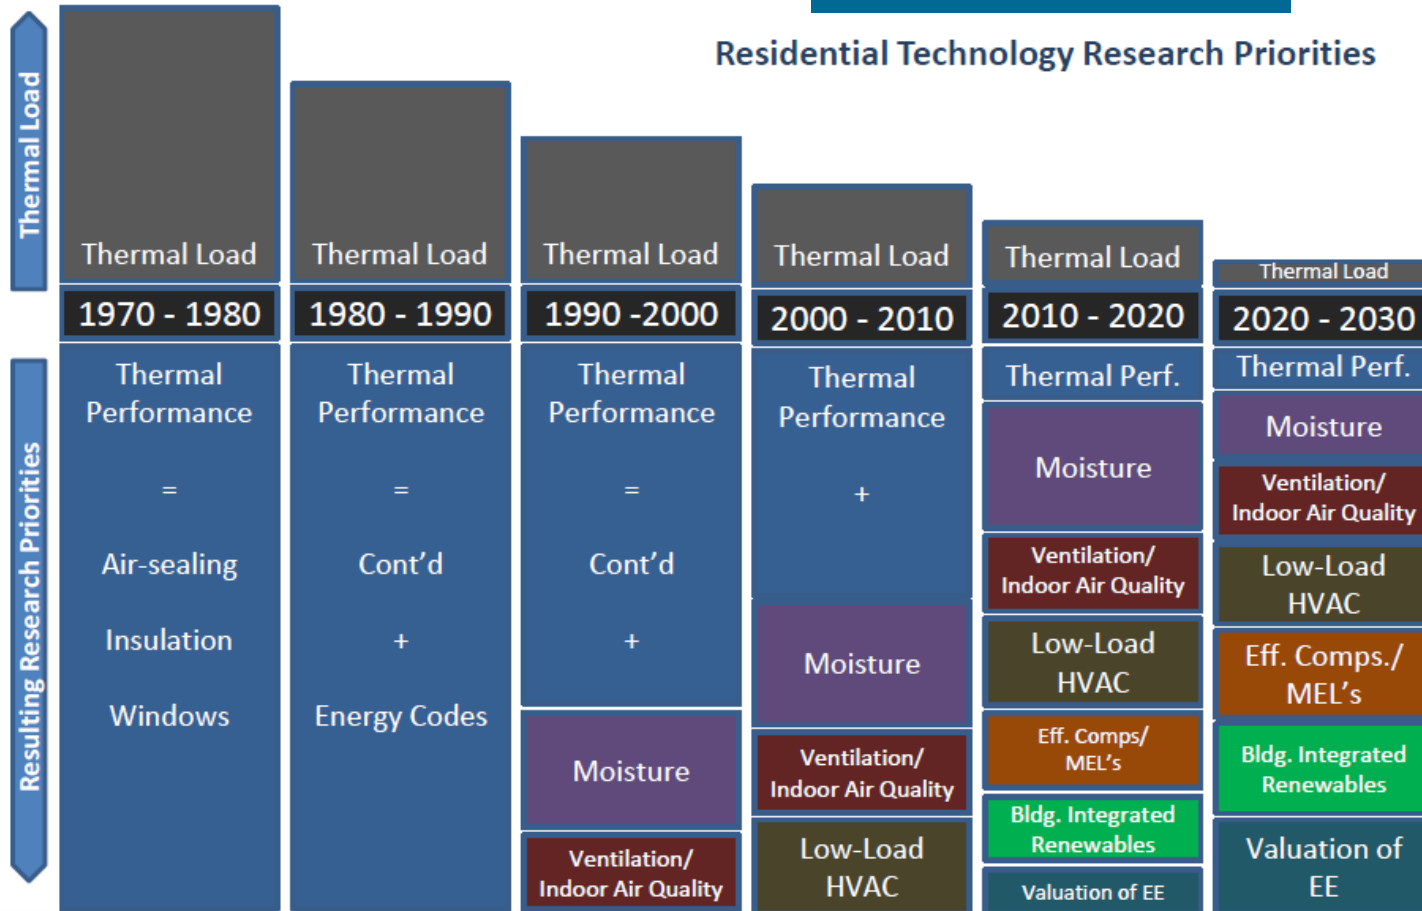 Residential Technology Research Priorities
Thermal Load
Resulting Research Priorities
Thermal Load
1970 - 1980
Thermal
Performance
=
Air-sealing
Insulation
Windows
Thermal Load
1980 - 1990
Thermal
Performance
=
Cont'd
+
Energy Codes
Thermal Load
1990 -2000
Thermal
Performance
=
Cont'd
+
Moisture
Ventilation/
Indoor Air Quality
Thermal Load
2000 - 2010
Thermal
Performance
+
Moisture
Ventilation/
Indoor Air Quality
Low-Load
HVAC
Thermal Load
2010 - 2020
Thermal Perf.
Moisture
Ventilation/
Indoor Air Quality
Low-Load
HVAC
Eff. Comps/
MEL's
Bldg. Integrated
Renewables
Valuation of EE
Thermal Load
2020 - 2030
Thermal Perf.
Moisture
Ventilation/
Indoor Air Quality
Low-Load
HVAC
Eff. Comps./
MEL's
Bldg. Integrated
Renewables
Valuation of
EE